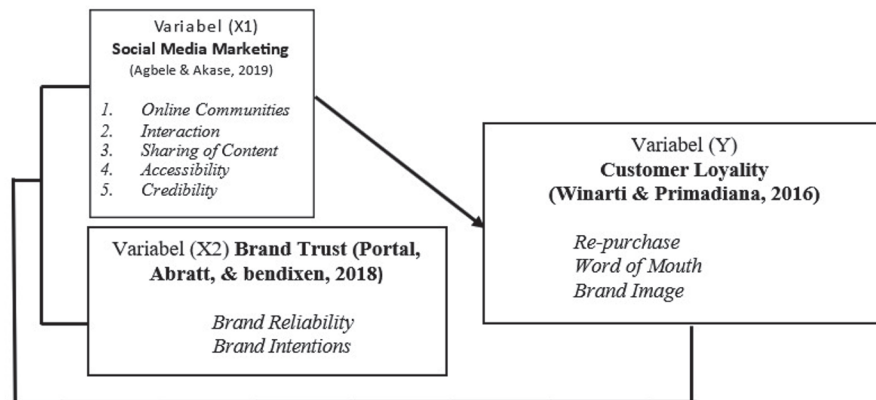 Variabel (X1)
Social Media Marketing
(Agbele & Akase, 2019)
1. Online Communities
2. Interaction
3. Sharing of Content
4. Accessibility
5. Credibility
Variabel (X2) Brand Trust (Portal,
Abratt, & bendixen, 2018)
Brand Reliability
Brand Intentions
Variabel (Y)
Customer Loyality
(Winarti & Primadiana, 2016)
Re-purchase
Word of Mouth
Brand Image